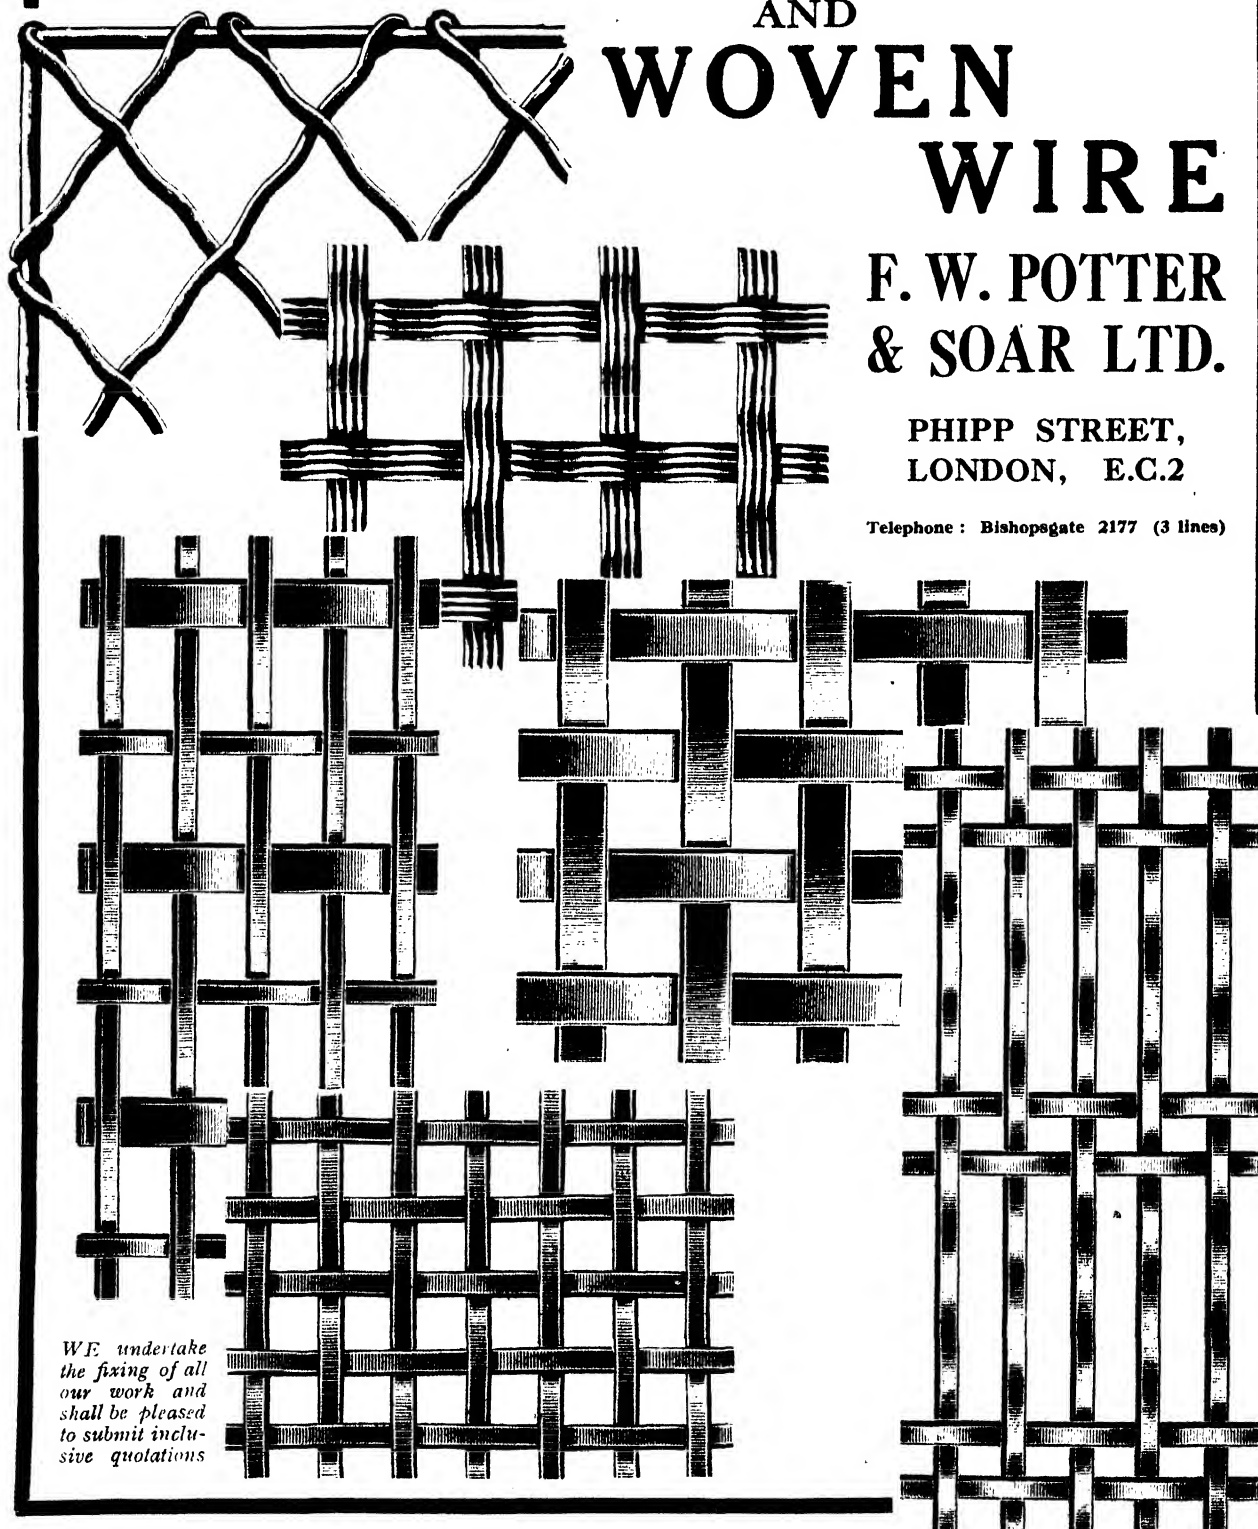 AND
WOVEN
WIRE
F. W. POTTER
& SOAR LTD.
PHIPP STREET,
LONDON, E.C.2
Telephone : Bishopsgate 2177 (3 lines)
WE undertake
the fixing of all
our work and
shall be pleased
to submit inclu-
sive quotations